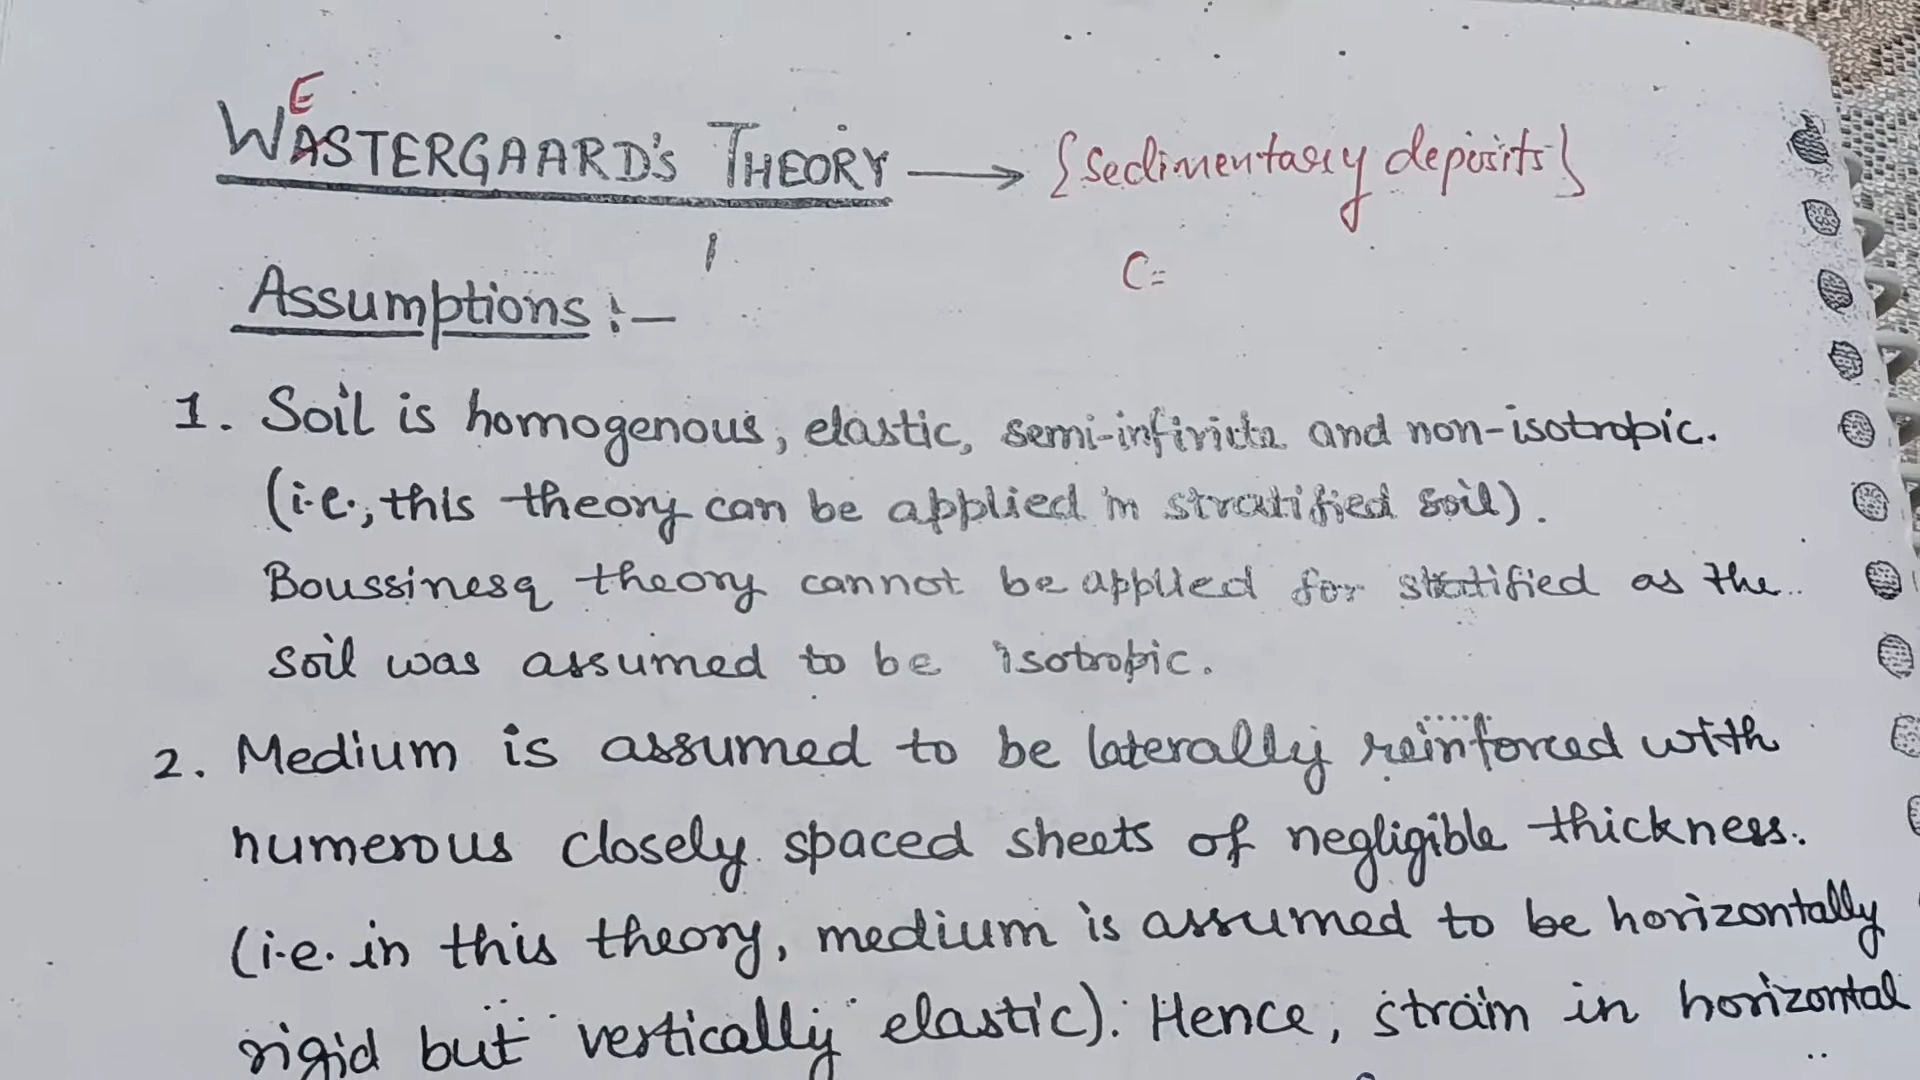 E
WASTERGAARD'S THEORY → {Sedimentary deposits}
C=
Assumptions :-
1. Soil is homogenous, elastic, semi-infinite and non-isotropic.
(i.e., this theory can be applied in stratified soil).
Boussinesq theory cannot be applied for stratified as the
soil was assumed to be isotropic.
2. Medium is assumed to be laterally reinforced with
numerous closely spaced sheets of negligible thickness.
(i.e. in this theory, medium is assumed to be horizontally
rigid but vertically elastic). Hence, strain in horizontal